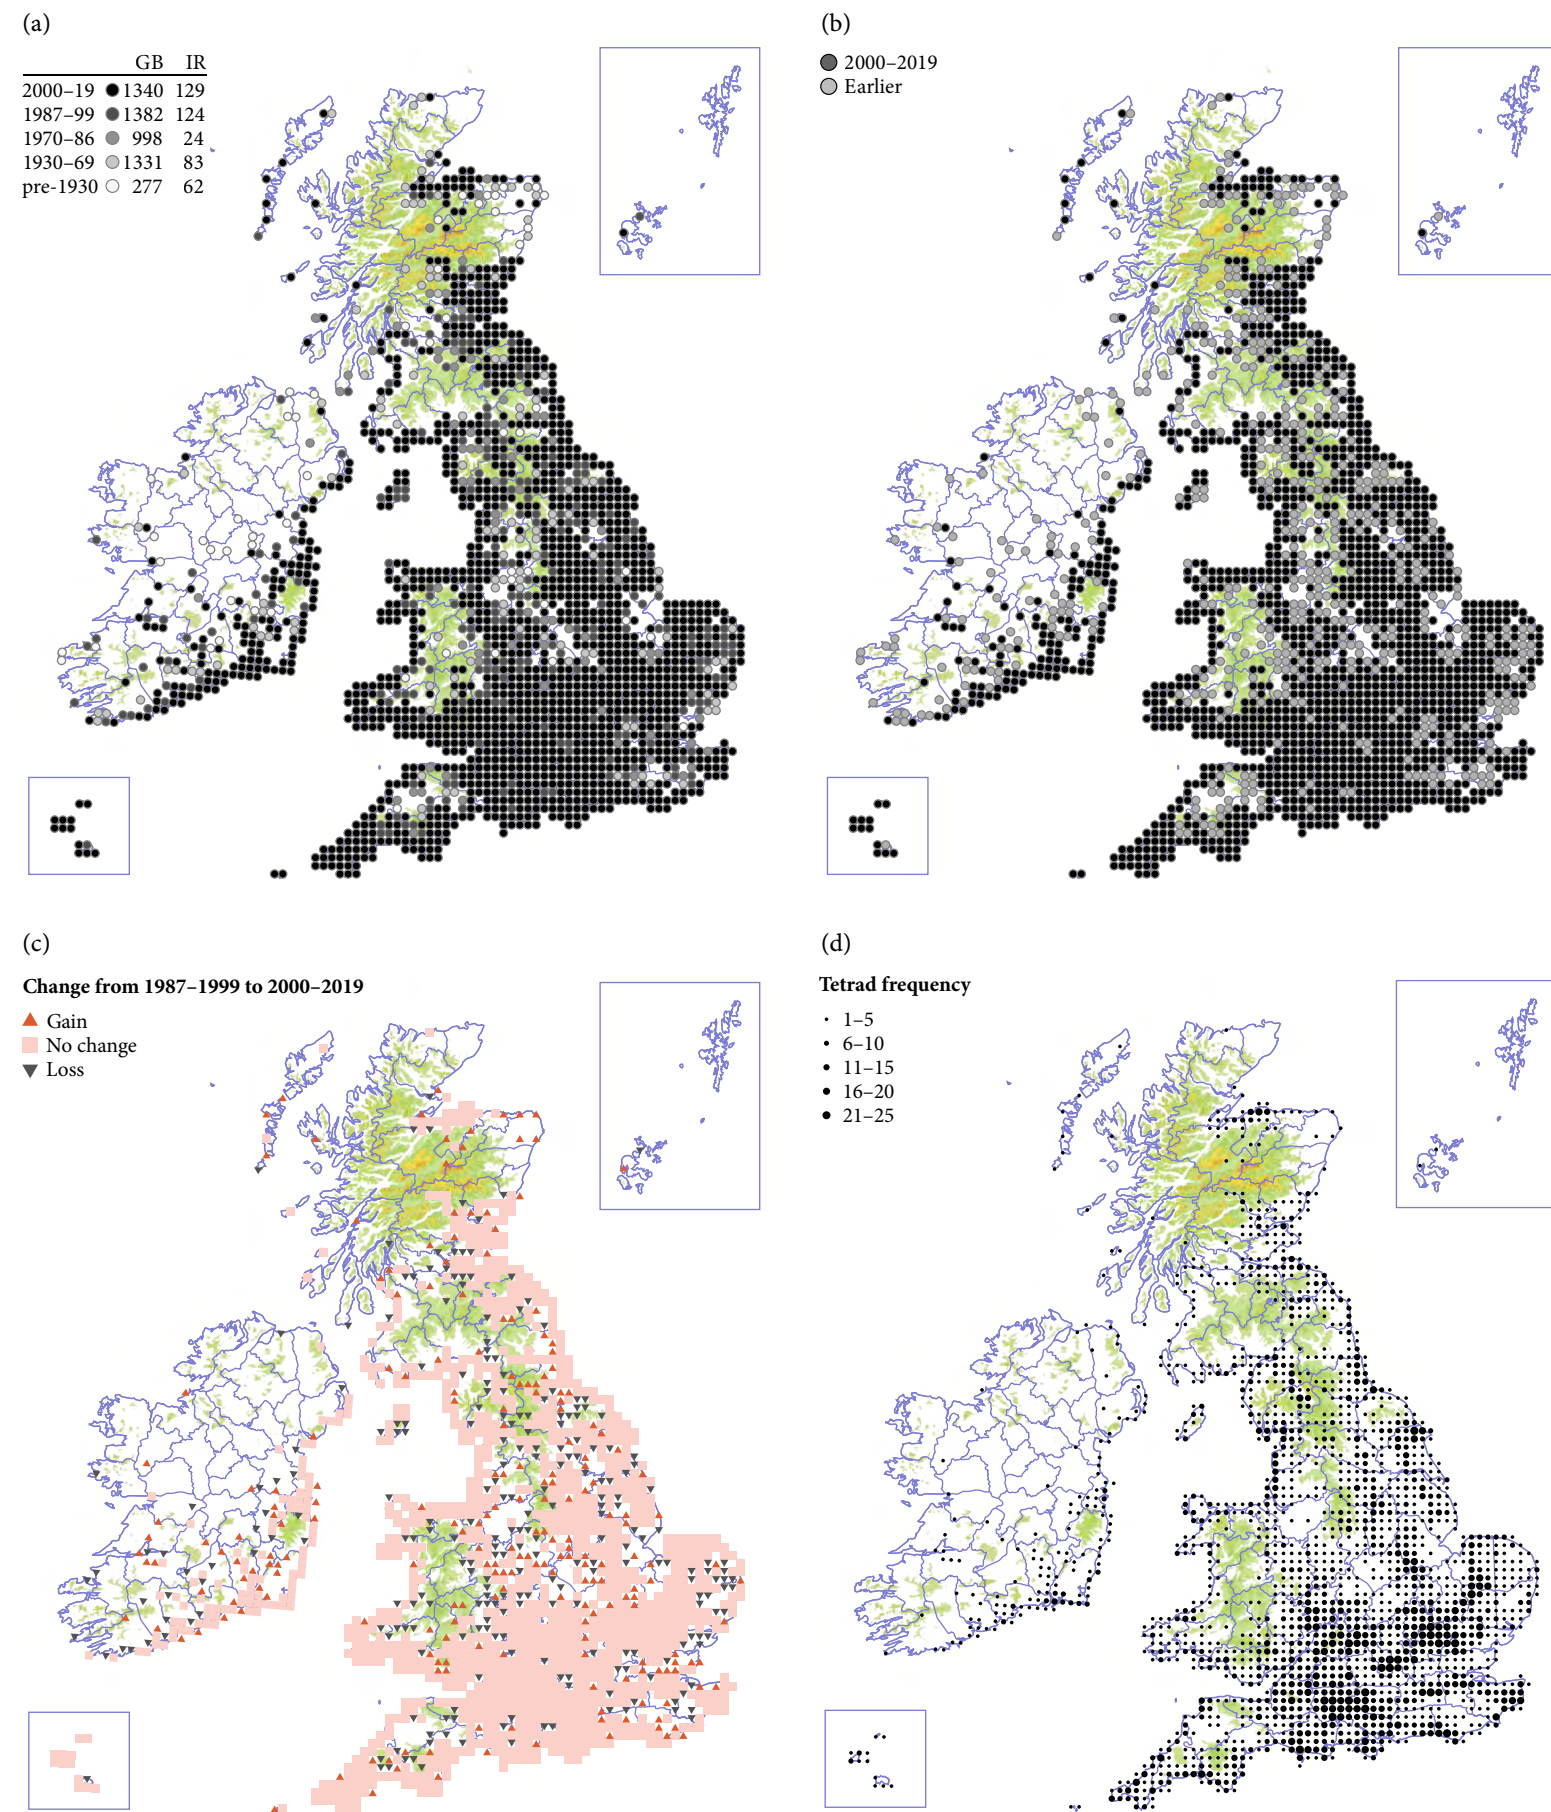 (a)
GB IR
2000–19 1340 129
1987–99 1382 124
1970–86 998 24
1930–69 1331 83
pre-1930 277 62
(b)
2000–2019
Earlier
(c)
Change from 1987–1999 to 2000–2019
Gain
No change
Loss
(d)
Tetrad frequency
1–5
6–10
11–15
16–20
21–25